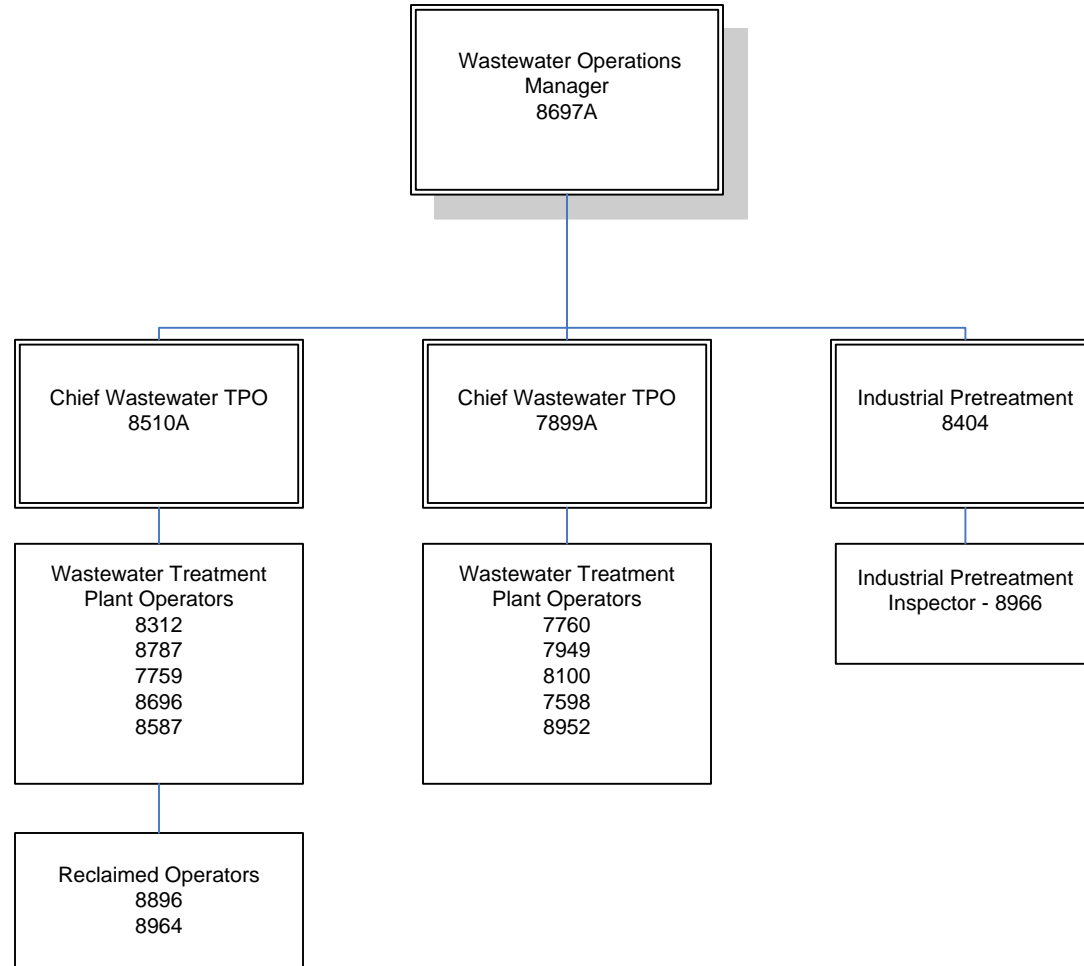 Wastewater Operations
Manager
8697A
Chief Wastewater TPO
8510A
Chief Wastewater TPO
7899A
Industrial Pretreatment
8404
Wastewater Treatment
Plant Operators
8312
8787
7759
8696
8587
Wastewater Treatment
Plant Operators
7760
7949
8100
7598
8952
Industrial Pretreatment
Inspector - 8966
Reclaimed Operators
8896
8964